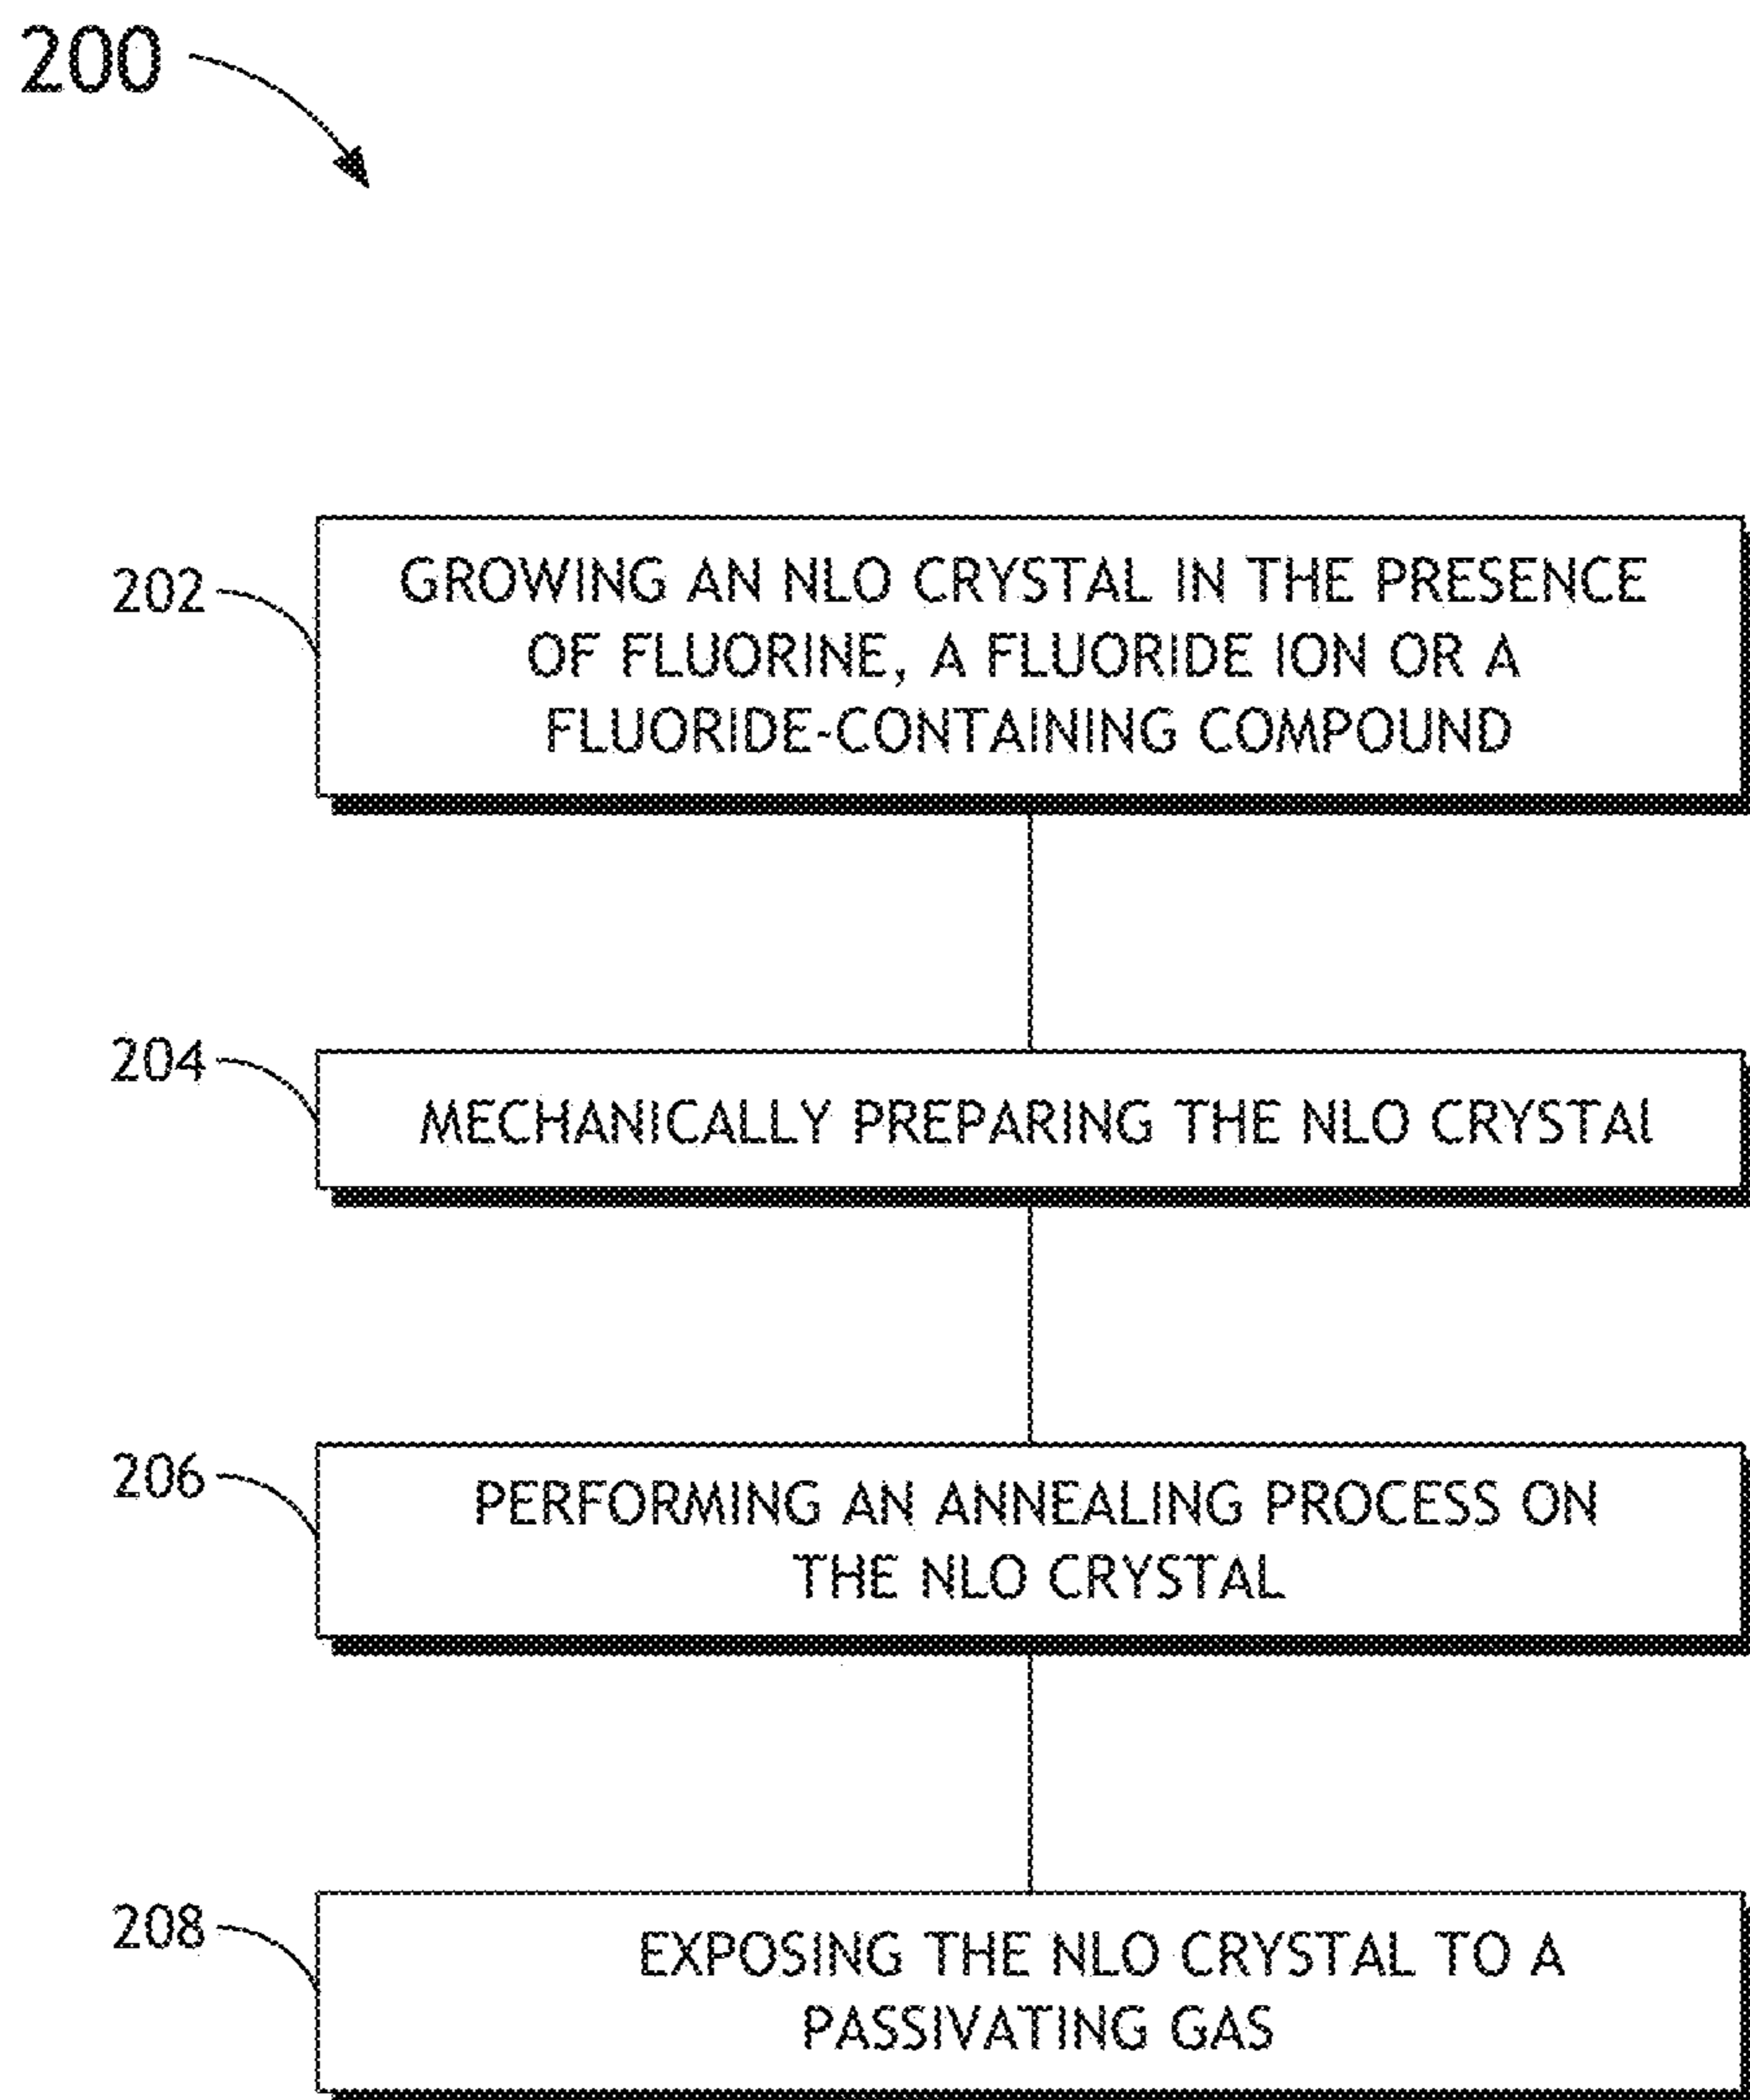 200
202
GROWING AN NLO CRYSTAL IN THE PRESENCE
OF FLUORINE, A FLUORIDE ION OR A
FLUORIDE-CONTAINING COMPOUND
204
MECHANICALLY PREPARING THE NLO CRYSTAl
206
PERFORMING AN ANNEALING PROCESS ON
THE NLO CRYSTAL
208
EXPOSING THE NLO CRYSTAL TO A
PASSIVATING GAS